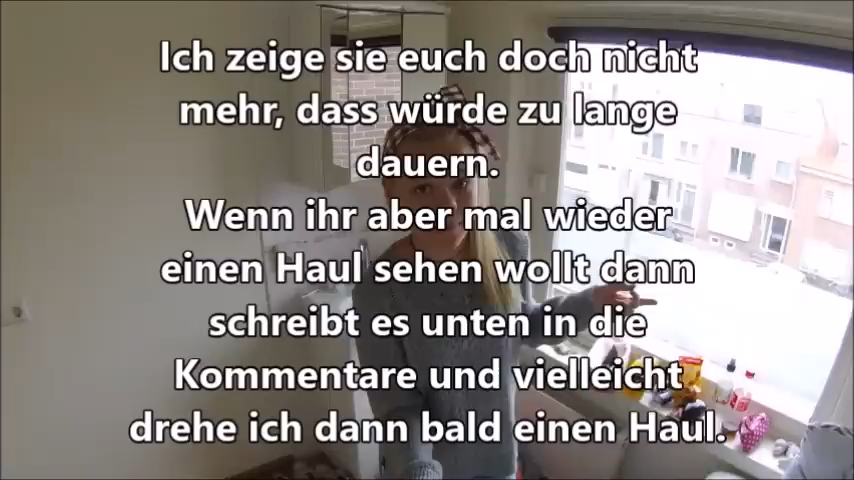 Ich zeige sie euch doch nicht
mehr, dass würde zu lange
dauern.
Wenn ihr aber mal wieder
einen Haul sehen wollt dann
schreibt es unten in die
Kommentare und vielleicht
drehe ich dann bald einen Haul.